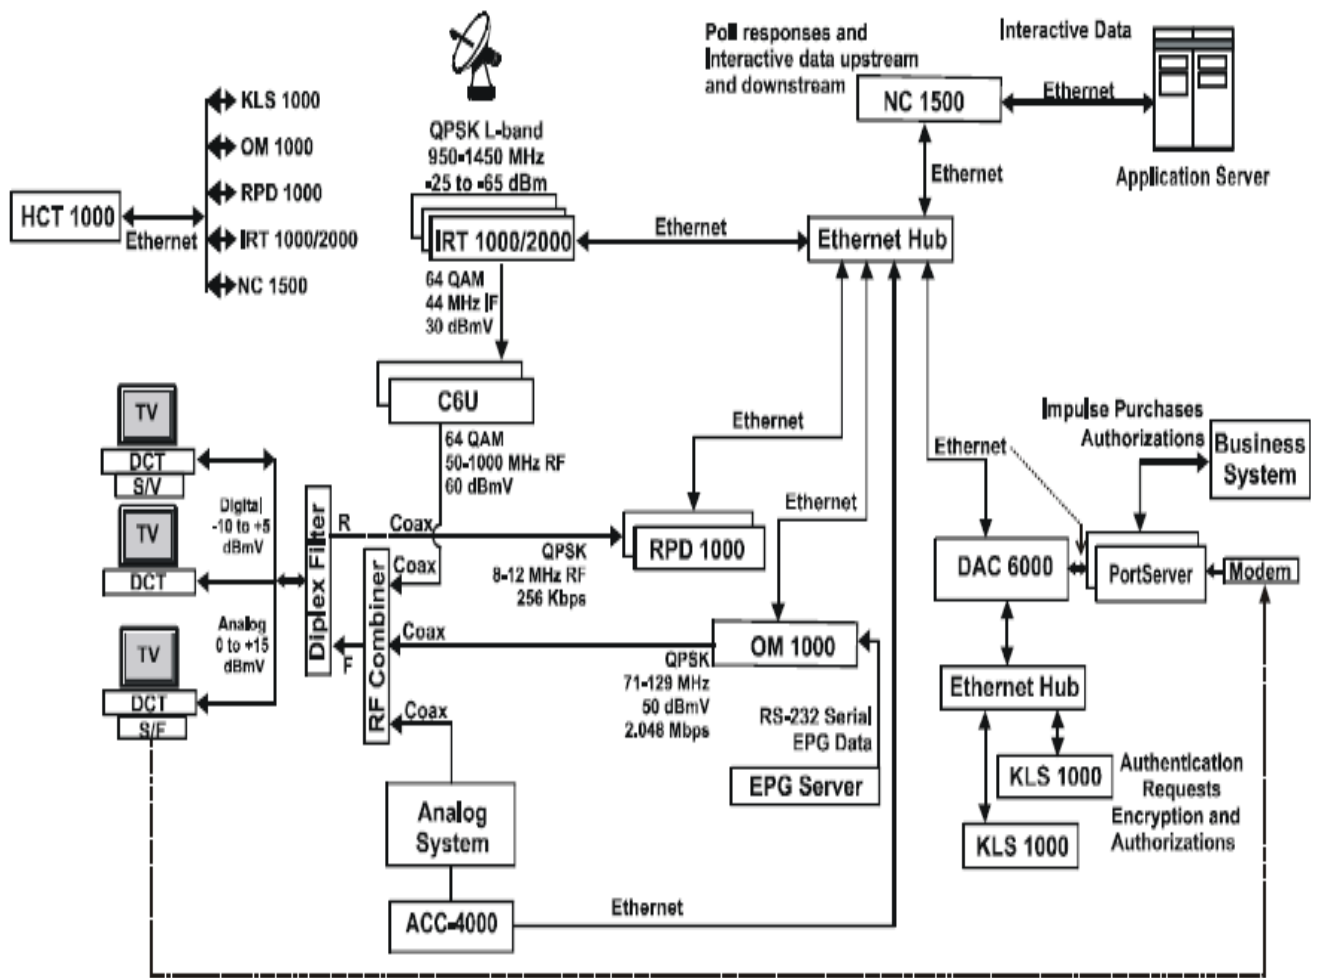 Poll responses and
Interactive data upstream
and downstream
Interactive Data
NC 1500
Ethernet
Application Server
Ethernet
KLS 1000
OM 1000
RPD 1000
IRT 1000/2000
NC 1500
HCT 1000
Ethernet
QPSK L-band
950-1450 MHz
-25 to -65 dBm
IRT 1000/2000
Ethernet
Ethernet Hub
64 QAM
44 MHz IF
30 dBmV
C6U
64 QAM
50-1000 MHz RF
60 dBmV
Ethernet
Ethernet
Ethernet
Impulse Purchases
Authorizations
Business
System
TV
DCT
S/V
Digital
-10 to +5
dBmV
TV
DCT
Analog
0 to +15
dBmV
TV
DCT
S/F
Diplex Filter
R
F
RF Combiner
Coax
Coax
Coax
Coax
QPSK
8-12 MHz RF
256 Kbps
RPD 1000
DAC 6000
PortServer
Modem
OM 1000
QPSK
71-129 MHz
50 dBmV
2.048 Mbps
RS-232 Serial
EPG Data
EPG Server
Ethernet Hub
KLS 1000
KLS 1000
Authentication
Requests
Encryption and
Authorizations
Analog
System
ACC-4000
Ethernet